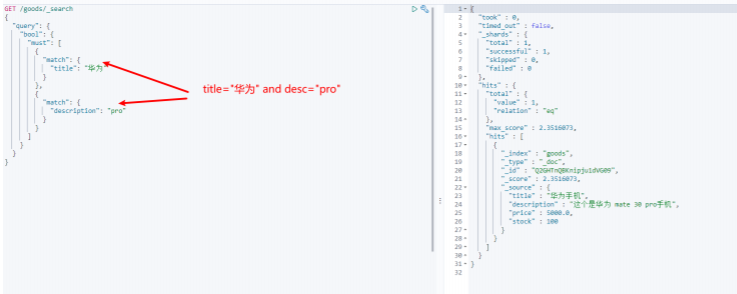 GET /goods/_search
{
"query": {
"bool": {
"must": [
{
"match": {
"title": "华为"
}
},
{
"match": {
"description": "pro"
}
}
]
}
}
}
title="华为" and desc="pro"
1 {
2 "took" : 0,
3 "timed_out" : false,
4 "_shards" : {
5 "total" : 1,
6 "successful" : 1,
7 "skipped" : 0,
8 "failed" : 0
9 },
10 "hits" : {
11 "total" : {
12 "value" : 1,
13 "relation" : "eq"
14 },
15 "max_score" : 2.3516073,
16 "hits" : [
17 {
18 "_index" : "goods",
19 "_type" : "_doc",
20 "_id" :
21 "_score" : 2.3516073,
22 "_source" : {
23 "title" : "华为手机",
24 "description" : "这个是华为 mate 30 pro手机",
25 "price" : 5000.0,
26 "stock" : 100
27 }
28 }
29 ]
30 }
31 }
32